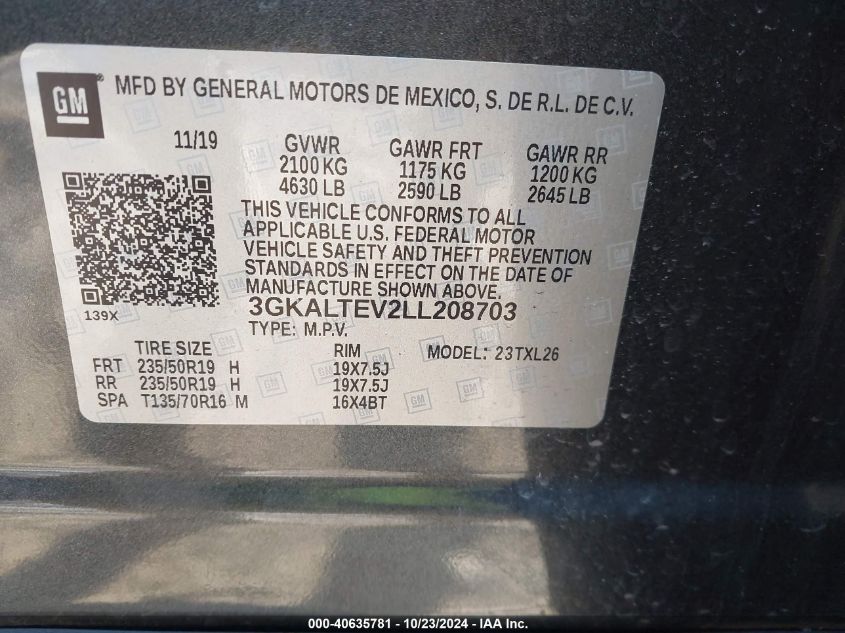 GM
MFD BY GENERAL MOTORS DE MEXICO, S. DE R.L. DE C.V.
11/19
GVWR GAWR FRT GAWR RR
2100 KG 1175 KG 1200 KG
4630 LB 2590 LB 2645 LB
THIS VEHICLE CONFORMS TO ALL
APPLICABLE U.S. FEDERAL MOTOR
VEHICLE SAFETY AND THEFT PREVENTION
STANDARDS IN EFFECT ON THE DATE OF
MANUFACTURE SHOWN ABOVE.
139X
3GKALTEV2LL208703
TYPE: M.P.V.
TIRE SIZE RIM MODEL: 23TXL26
FRT 235/50R19 H 19X7.5J
RR 235/50R19 H 19X7.5J
SPA T135/70R16 M 16X4BT
000-40635781 - 10/23/2024 - IAA Inc.